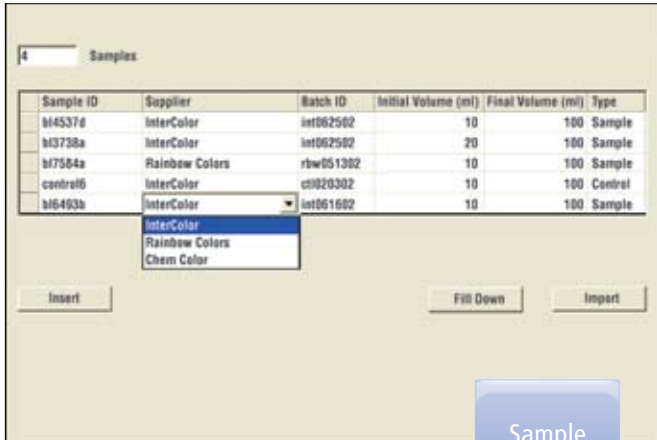 4 Samples
Sample ID Supplier Batch ID Initial Volume (ml) Final Volume (ml) Type
bl4537d InterColor int062502 10 100 Sample
bl3738a InterColor int062502 20 100 Sample
bl7584a Rainbow Colors rbw051302 10 100 Sample
control6 InterColor ctl020302 10 100 Control
bl6493b InterColor int061602 10 100 Sample
InterColor
Rainbow Colors
Chem Color
Insert Fill Down Import
Sample